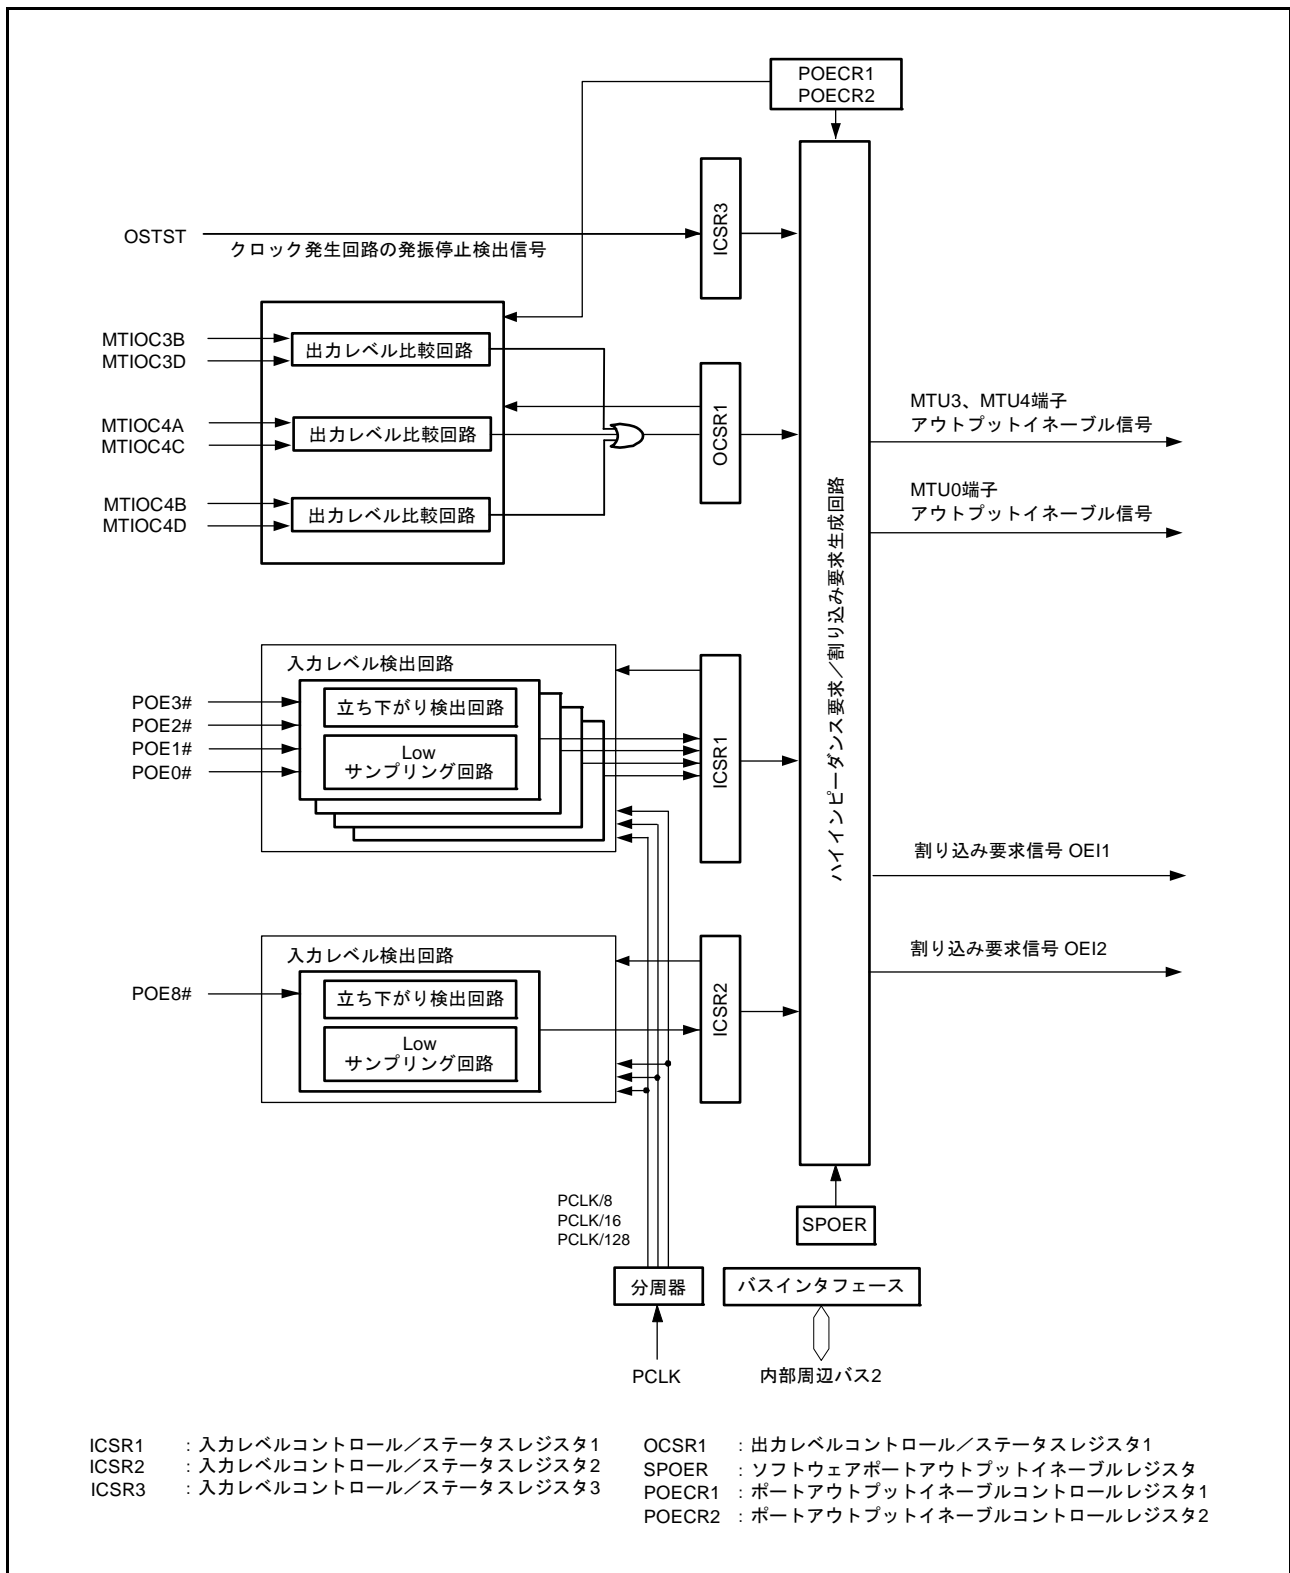 POECR1
POECR2
ICSR3
OSTST
クロック発生回路の発振停止検出信号
MTIOC3B
MTIOC3D
出力レベル比較回路
MTIOC4A
MTIOC4C
出力レベル比較回路
OCSR1
MTIOC4B
MTIOC4D
出力レベル比較回路
MTU3、MTU4端子
アウトプットイネーブル信号
MTU0端子
アウトプットイネーブル信号
ハイインピーダンス要求／割り込み要求生成回路
入力レベル検出回路
POE3#
POE2#
POE1#
POE0#
立ち下がり検出回路
Low
サンプリング回路
ICSR1
割り込み要求信号 OEI1
入力レベル検出回路
POE8#
立ち下がり検出回路
Low
サンプリング回路
ICSR2
割り込み要求信号 OEI2
PCLK/8
PCLK/16
PCLK/128
SPOER
分周器
バスインタフェース
PCLK
内部周辺バス2
ICSR1 : 入力レベルコントロール／ステータスレジスタ1
ICSR2 : 入力レベルコントロール／ステータスレジスタ2
ICSR3 : 入力レベルコントロール／ステータスレジスタ3
OCSR1 : 出力レベルコントロール／ステータスレジスタ1
SPOER : ソフトウェアポートアウトプットイネーブルレジスタ
POECR1 : ポートアウトプットイネーブルコントロールレジスタ1
POECR2 : ポートアウトプットイネーブルコントロールレジスタ2